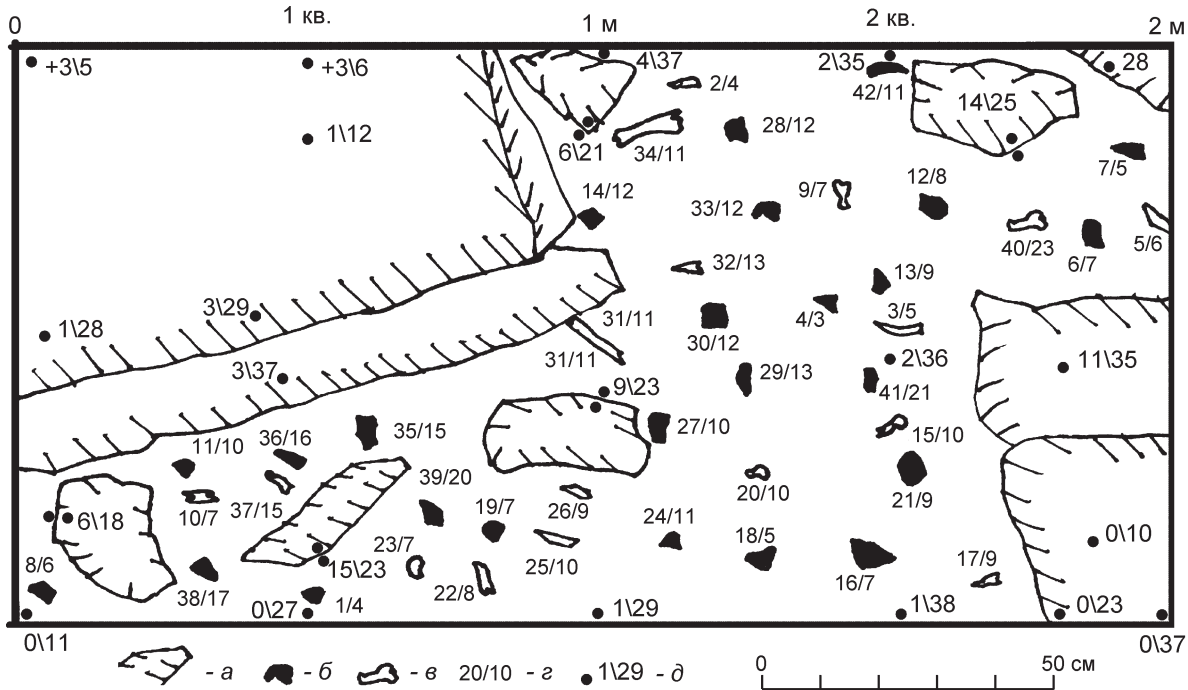 0 1 кв. 1 м 2 кв. 2 м
+3\5 +3\6 4\37 2\35 28
2/4 42/11
14\25
1\12 28/12
6\21 34/11
7/5
14/12 33/12 9/7 12/8
40/23 6/7 5/6
32/13 13/9
3\29 31/11 4/3 3/5
1\28 30/12
31/11 2\36 11\35
3\37 29/13
9\23 41/21
35/15 27/10 15/10
11/10 36/16
39/20 20/10 21/9
10/7 37/15 19/7 26/9
6\18 24/11 18/5 0\10
23/7 25/10
8/6 15\23 16/7 17/9
38/17 22/8
0\27 1/4 1\29 1\38 0\23
0\11 0\37
- а - б - в 20/10 - г 1\29 - д
0 50 см